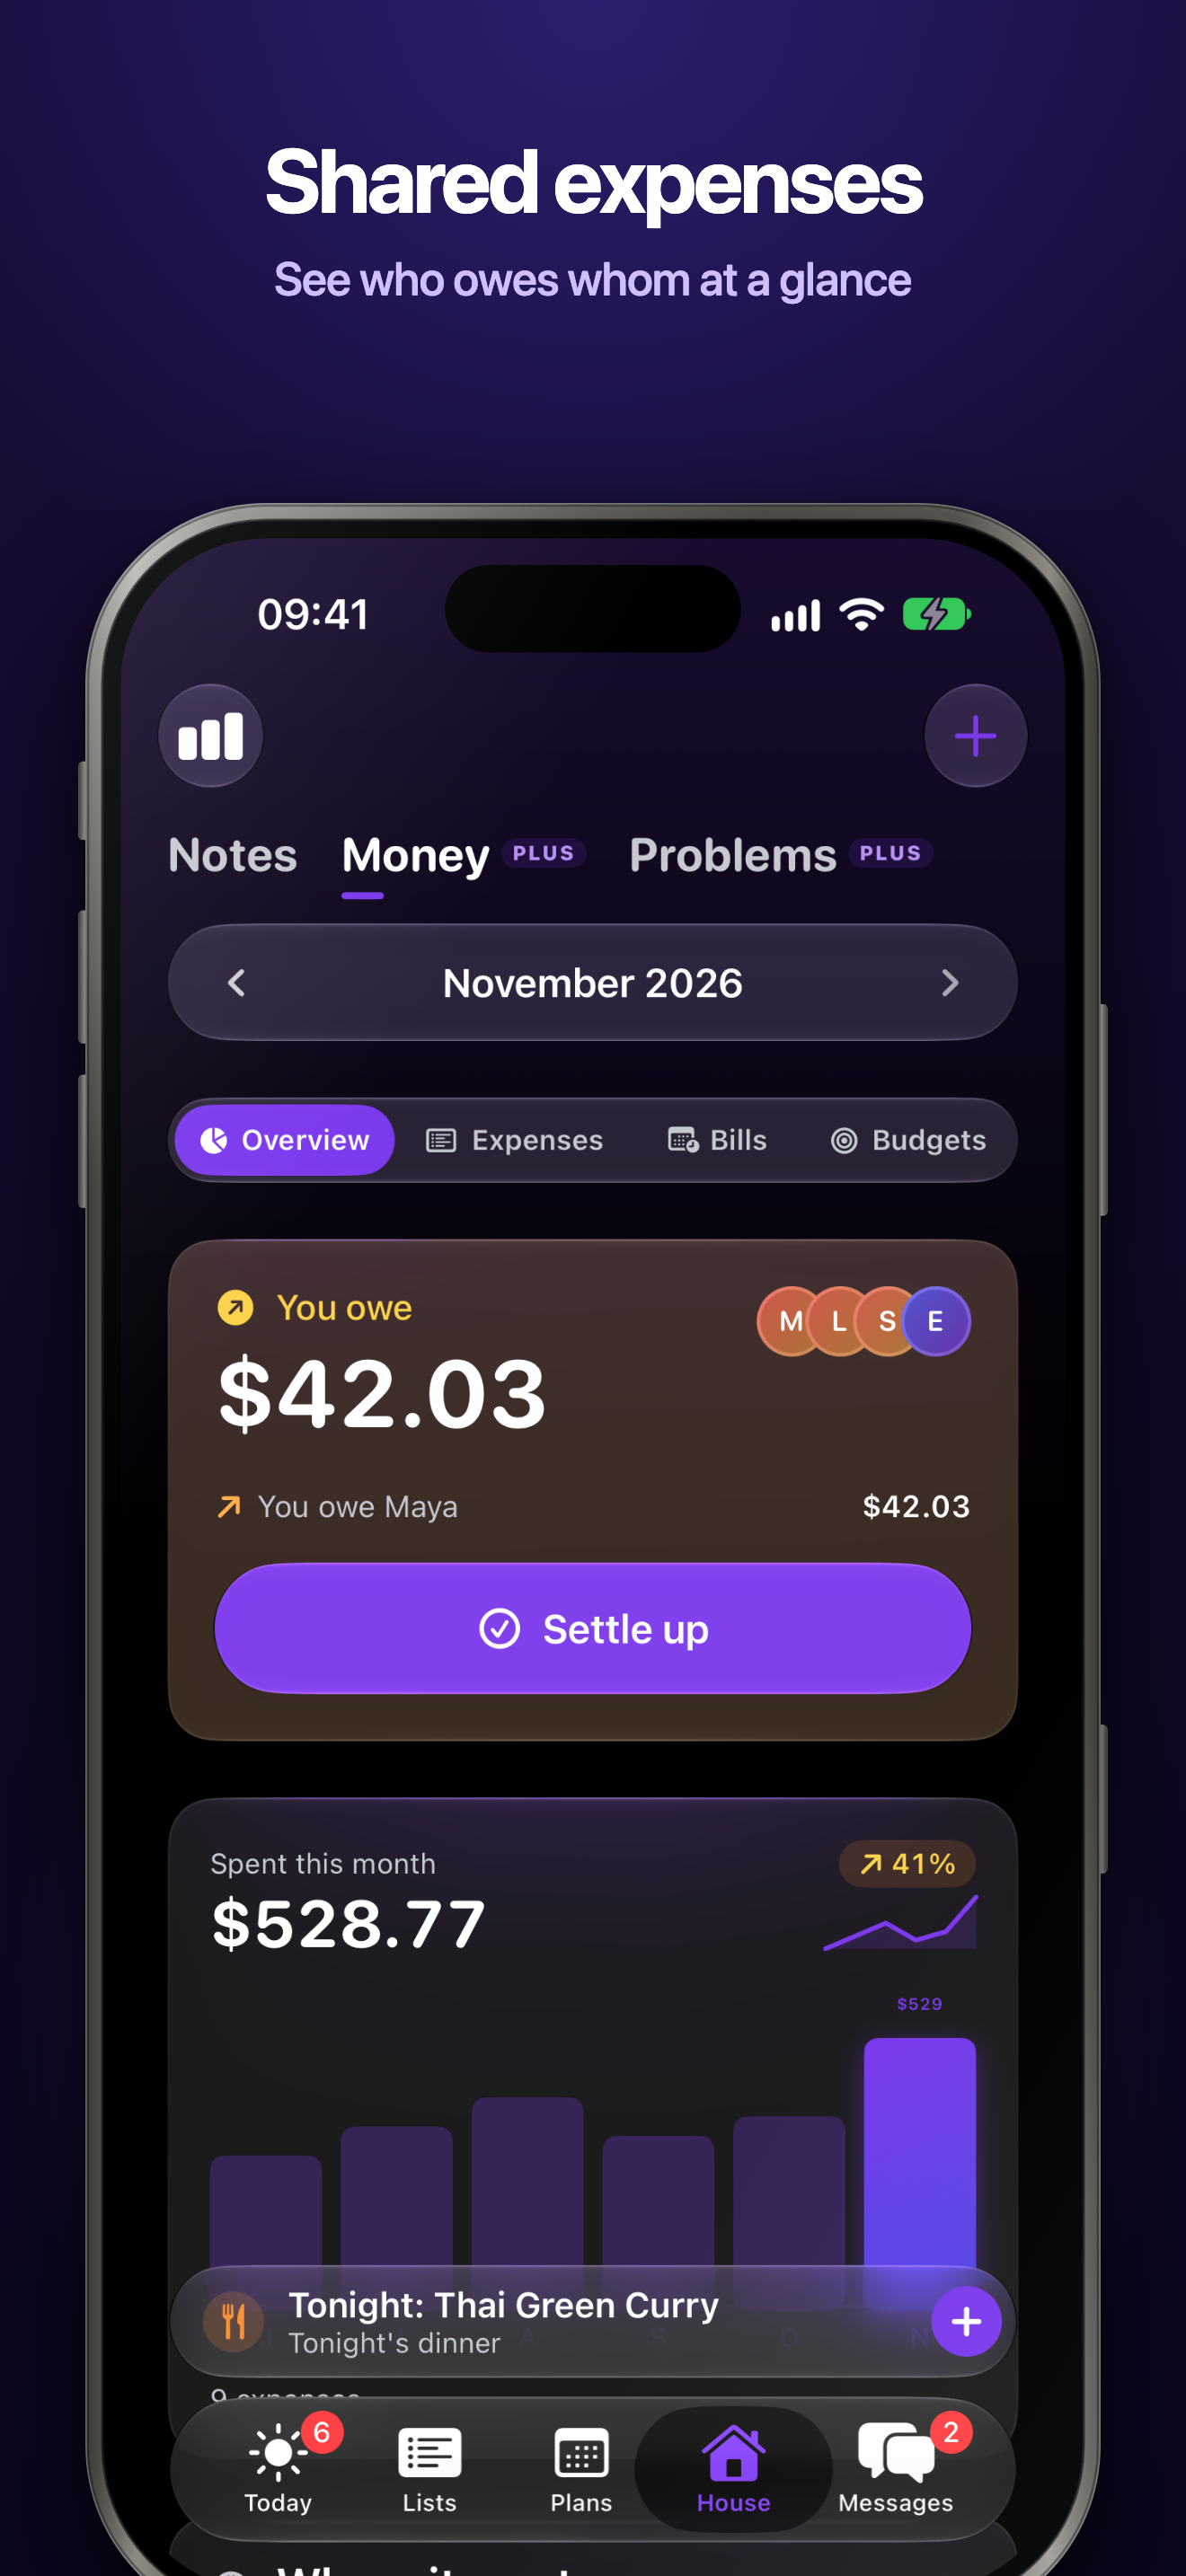 Shared expenses
See who owes whom at a glance
09:41
Notes Money PLUS Problems PLUS
November 2026
Overview Expenses Bills Budgets
You owe
M L S E
$42.03
You owe Maya $42.03
Settle up
Spent this month 41%
$528.77
$529
Tonight: Thai Green Curry
Tonight's dinner
A S O N
9 expenses
6 2
Today Lists Plans House Messages